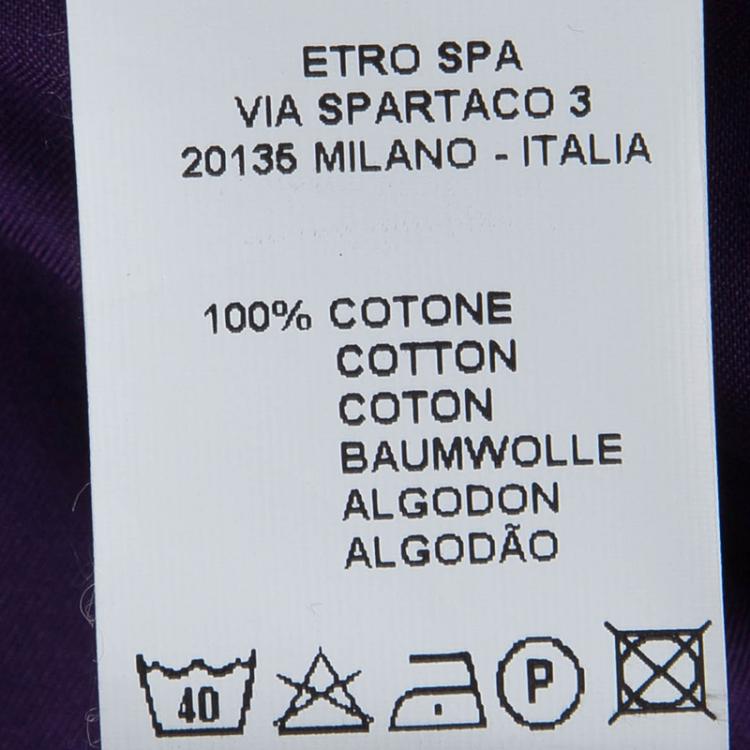 ETRO SPA
VIA SPARTACO 3
20135 MILANO - ITALIA
100% COTONE
COTTON
COTON
BAUMWOLLE
ALGODON
ALGODÃO
40 P